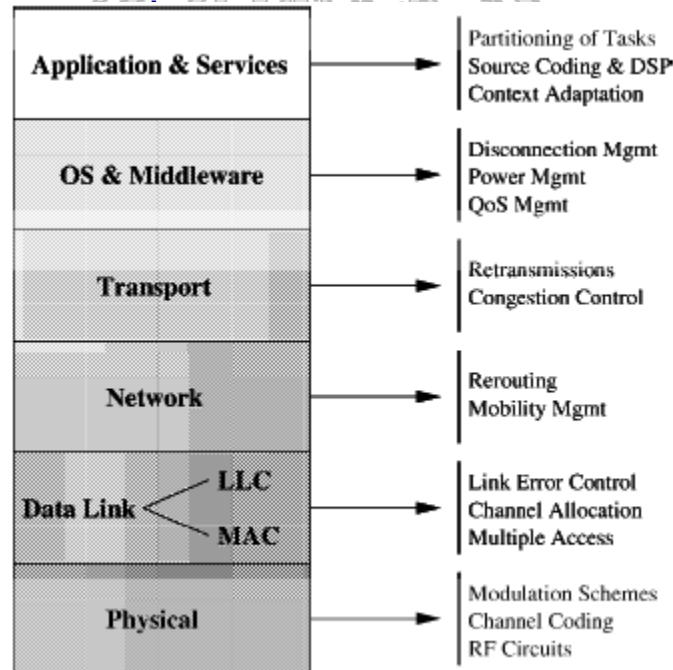 Application & Services
Partitioning of Tasks
Source Coding & DSP
Context Adaptation
OS & Middleware
Disconnection Mgmt
Power Mgmt
QoS Mgmt
Transport
Retransmissions
Congestion Control
Network
Rerouting
Mobility Mgmt
Data Link
LLC
MAC
Link Error Control
Channel Allocation
Multiple Access
Physical
Modulation Schemes
Channel Coding
RF Circuits